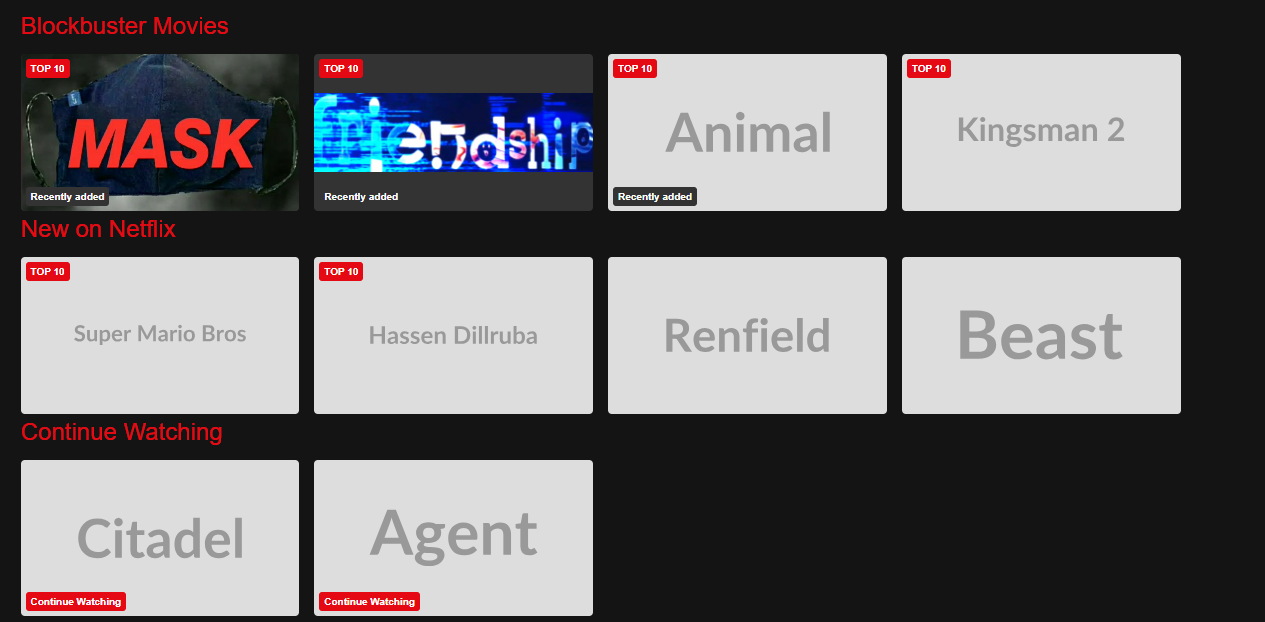 Blockbuster Movies
TOP 10
MASK
Recently added
TOP 10
friendship
Recently added
TOP 10
Animal
Recently added
TOP 10
Kingsman 2
New on Netflix
TOP 10
Super Mario Bros
TOP 10
Hassen Dillruba
Renfield
Beast
Continue Watching
Citadel
Continue Watching
Agent
Continue Watching